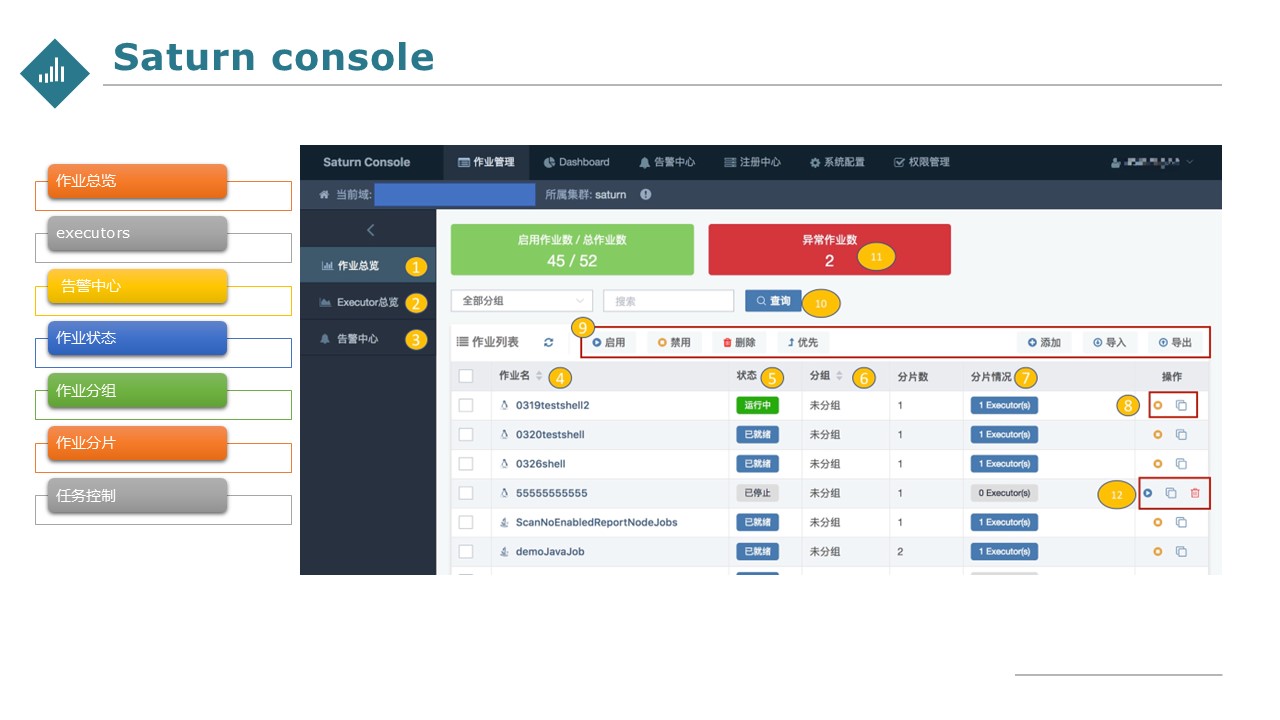 Saturn console
作业总览
executors
告警中心
作业状态
作业分组
作业分片
任务控制
Saturn Console 作业管理 Dashboard 告警中心 注册中心 系统配置 权限管理
当前域: 所属集群: saturn
作业总览 1
Executor总览 2
告警中心 3
启用作业数 / 总作业数
45 / 52
异常作业数
2 11
全部分组 搜索 查询 10
9
作业列表 启用 禁用 删除 优先 添加 导入 导出
作业名 4 状态 5 分组 6 分片数 分片情况 7 操作
0319testshell2 运行中 未分组 1 1 Executor(s) 8
0320testshell 已就绪 未分组 1 1 Executor(s)
0326shell 已就绪 未分组 1 1 Executor(s)
55555555555 已停止 未分组 1 0 Executor(s) 12
ScanNoEnabledReportNodeJobs 已就绪 未分组 1 1 Executor(s)
demoJavaJob 已就绪 未分组 2 1 Executor(s)